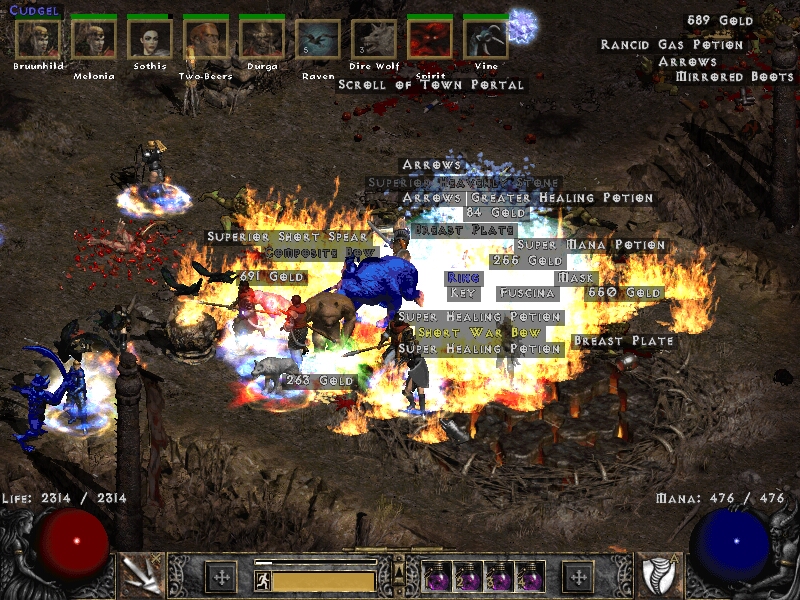 Cudgel
589 Gold
Rancid Gas Potion
Arrows
Mirrored Boots
5
3
Bruunhild
Melonia
Sothis
Two-Beers
Durga
Raven
Dire Wolf
Spirit
Vine
Scroll of Town Portal
Arrows
Superior Heavenly Stone
Arrows
Greater Healing Potion
84 Gold
Breast Plate
Superior Short Spear
Super Mana Potion
Composite Bow
266 Gold
691 Gold
Ring
Mask
Key
Fuscina
550 Gold
Super Healing Potion
Short War Bow
Breast Plate
Super Healing Potion
263 Gold
Life: 2314 / 2314
Mana: 476 / 476